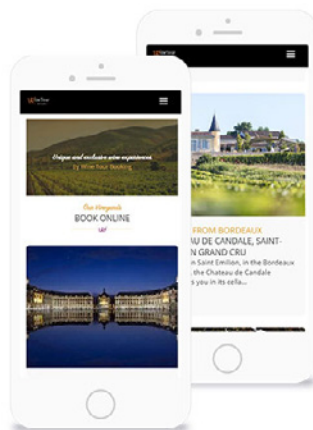 Unique and exclusive wine experiences
by Wine Tour Booking
Our Vineyards
BOOK ONLINE
FROM BORDEAUX
AU DE CANDALE, SAINT-
N GRAND CRU
n Saint Emilion, in the Bordeaux
, the Chateau de Candale
s you in its cella...